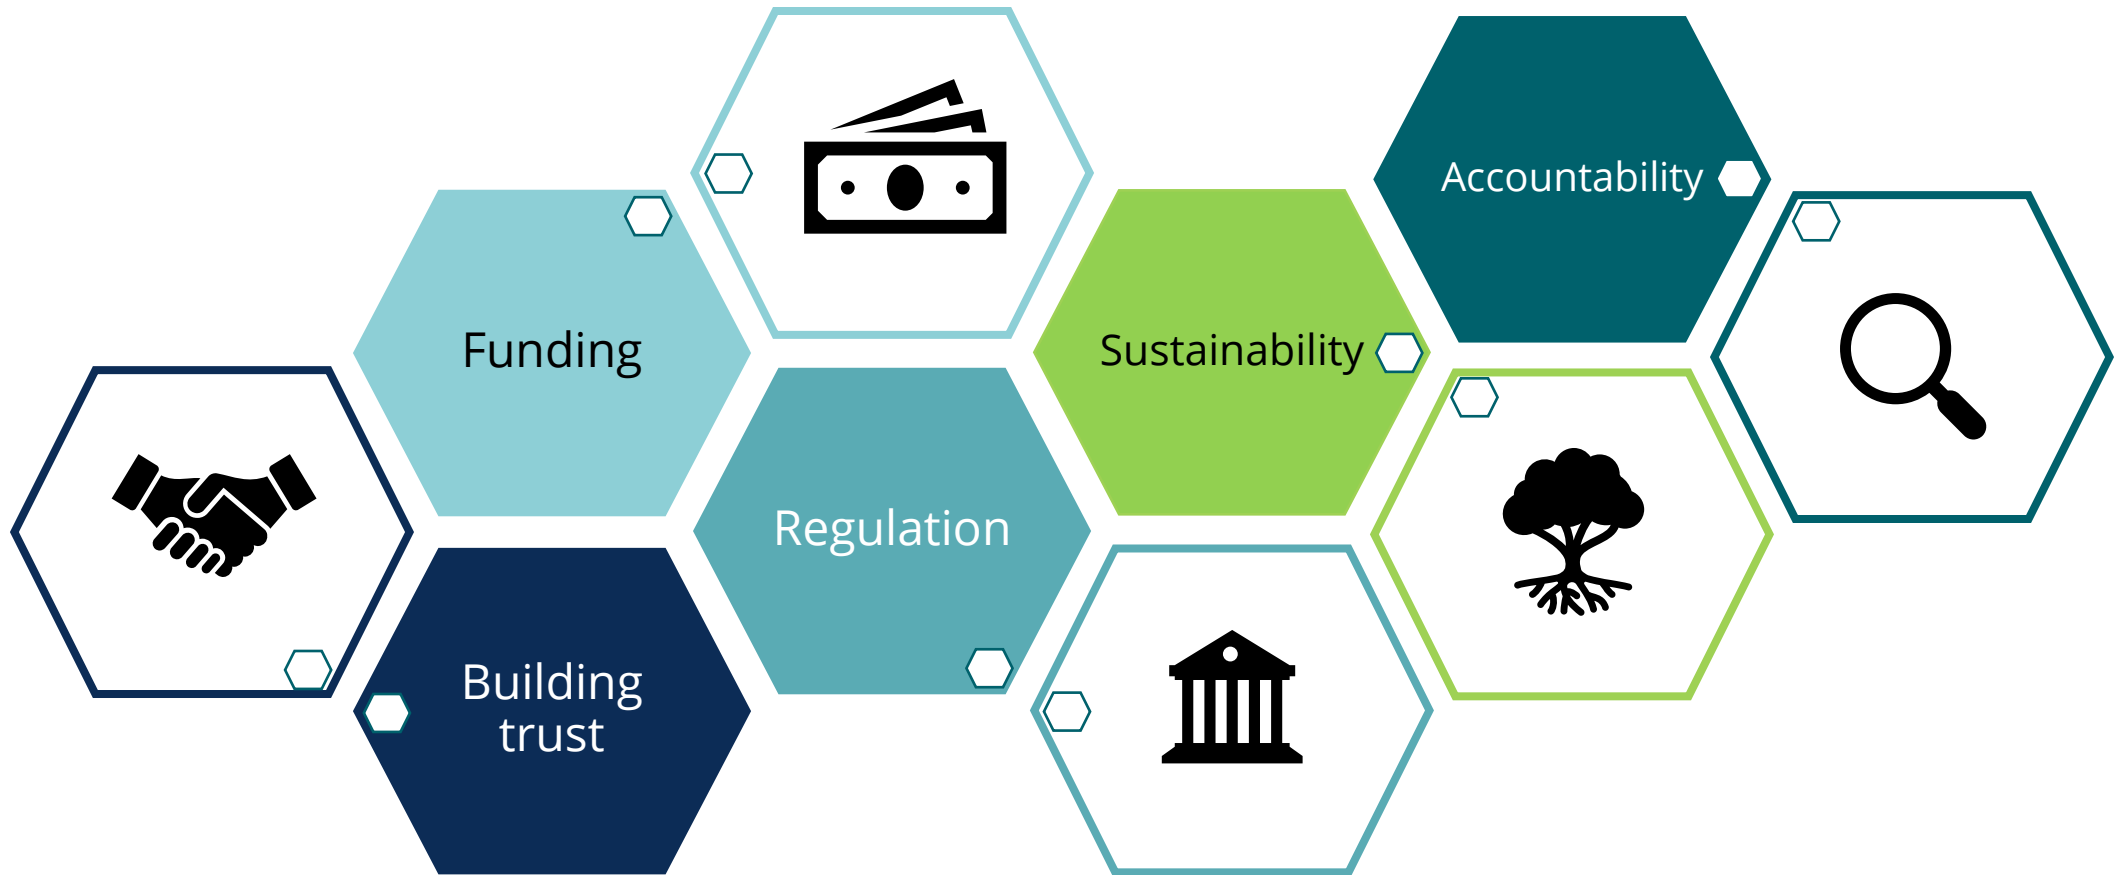 Funding
Building
trust
Regulation
Sustainability
Accountability